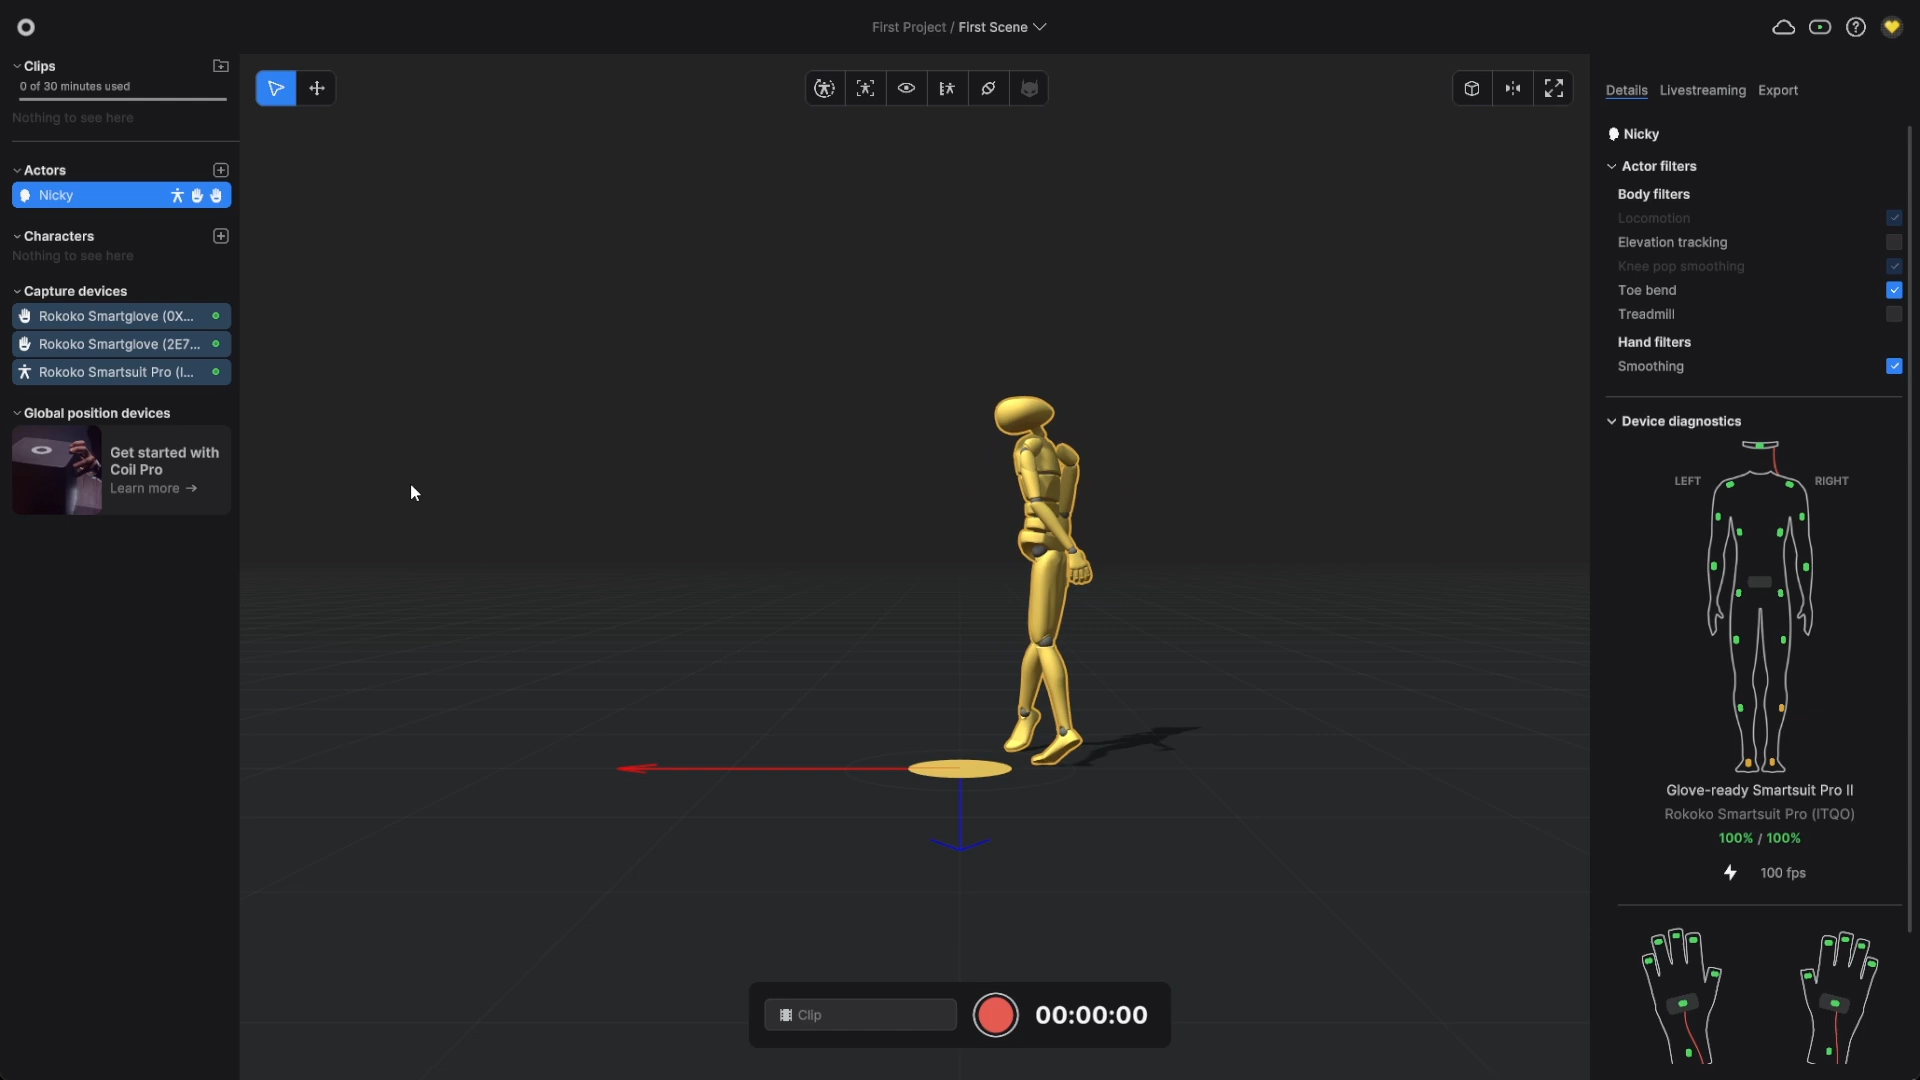 First Project / First Scene
Clips
0 of 30 minutes used
Nothing to see here
Actors
Nicky
Characters
Nothing to see here
Capture devices
Rokoko Smartglove (0X...
Rokoko Smartglove (2E7...
Rokoko Smartsuit Pro (I...
Global position devices
Get started with
Coil Pro
Learn more →
Clip
00:00:00
Details Livestreaming Export
Nicky
Actor filters
Body filters
Locomotion
Elevation tracking
Knee pop smoothing
Toe bend
Treadmill
Hand filters
Smoothing
Device diagnostics
LEFT RIGHT
Glove-ready Smartsuit Pro II
Rokoko Smartsuit Pro (ITQO)
100% / 100%
100 fps